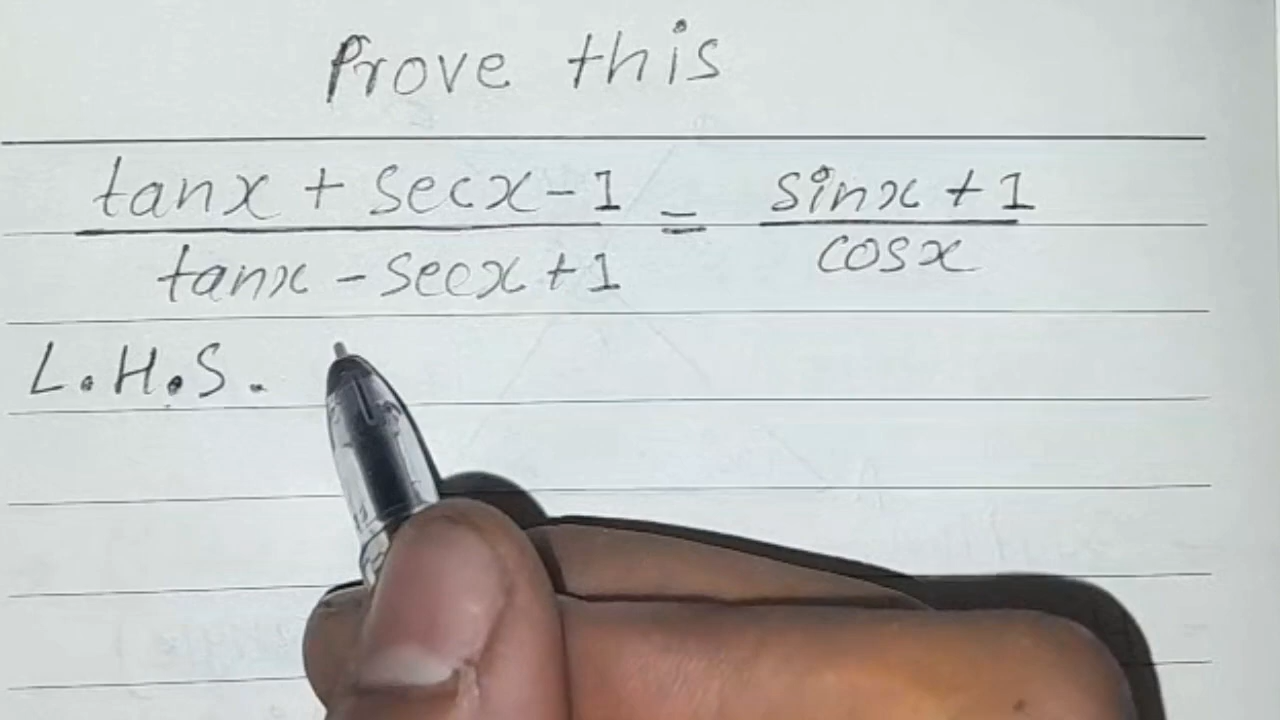 Prove this
tanx + secx - 1 = sinx + 1
tanx - secx + 1 cosx
L.H.S.